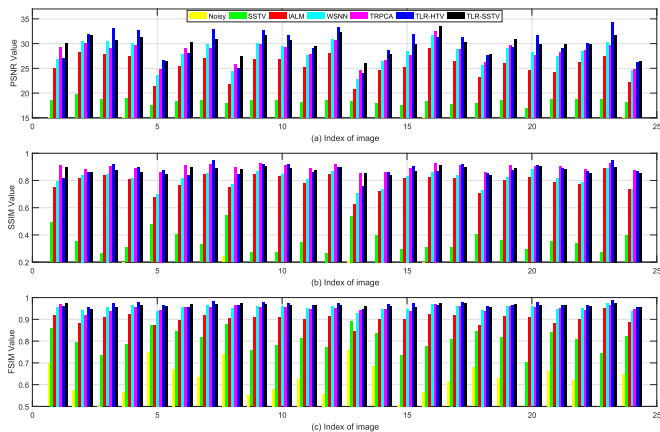 Noisy SSTV IALM WSNN TRPCA TLR-HTV TLR-SSTV
35
30
25
20
15
PSNR Value
0 5 10 15 20 25
(a) Index of image
1
0.8
0.6
0.4
0.2
SSIM Value
0 5 10 15 20 25
(b) Index of image
1
0.9
0.8
0.7
0.6
0.5
FSIM Value
0 5 10 15 20 25
(c) Index of image